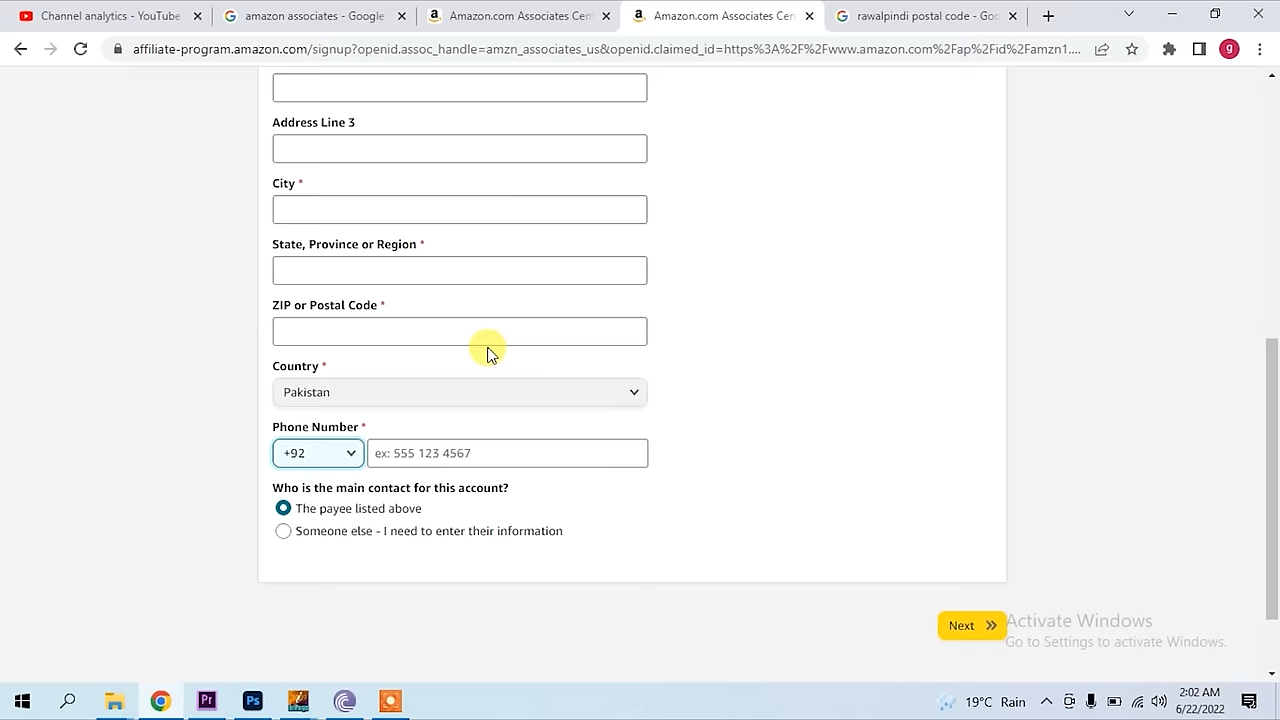 Channel analytics - YouTube
amazon associates - Google
Amazon.com Associates Cen
Amazon.com Associates Cen
rawalpindi postal code - Goo
affiliate-program.amazon.com/signup?openid.assoc_handle=amzn_associates_us&openid.claimed_id=https%3A%2F%2Fwww.amazon.com%2Fap%2Fid%2Famzn1....
g
Address Line 3
City *
State, Province or Region *
ZIP or Postal Code *
Country *
Pakistan
Phone Number *
+92
ex: 555 123 4567
Who is the main contact for this account?
The payee listed above
Someone else - I need to enter their information
Next
Activate Windows
Go to Settings to activate Windows.
Pr
Ps
19°C Rain
2:02 AM
6/22/2022